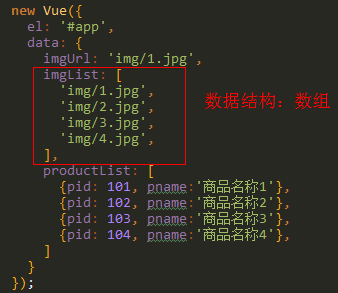 new Vue({
el: '#app',
data: {
imgUrl: 'img/1.jpg',
imgList: [
'img/1.jpg',
'img/2.jpg',
'img/3.jpg',
'img/4.jpg',
],
数据结构：数组
productList: [
{pid: 101, pname:'商品名称1'},
{pid: 102, pname:'商品名称2'},
{pid: 103, pname:'商品名称3'},
{pid: 104, pname:'商品名称4'},
]
}
});